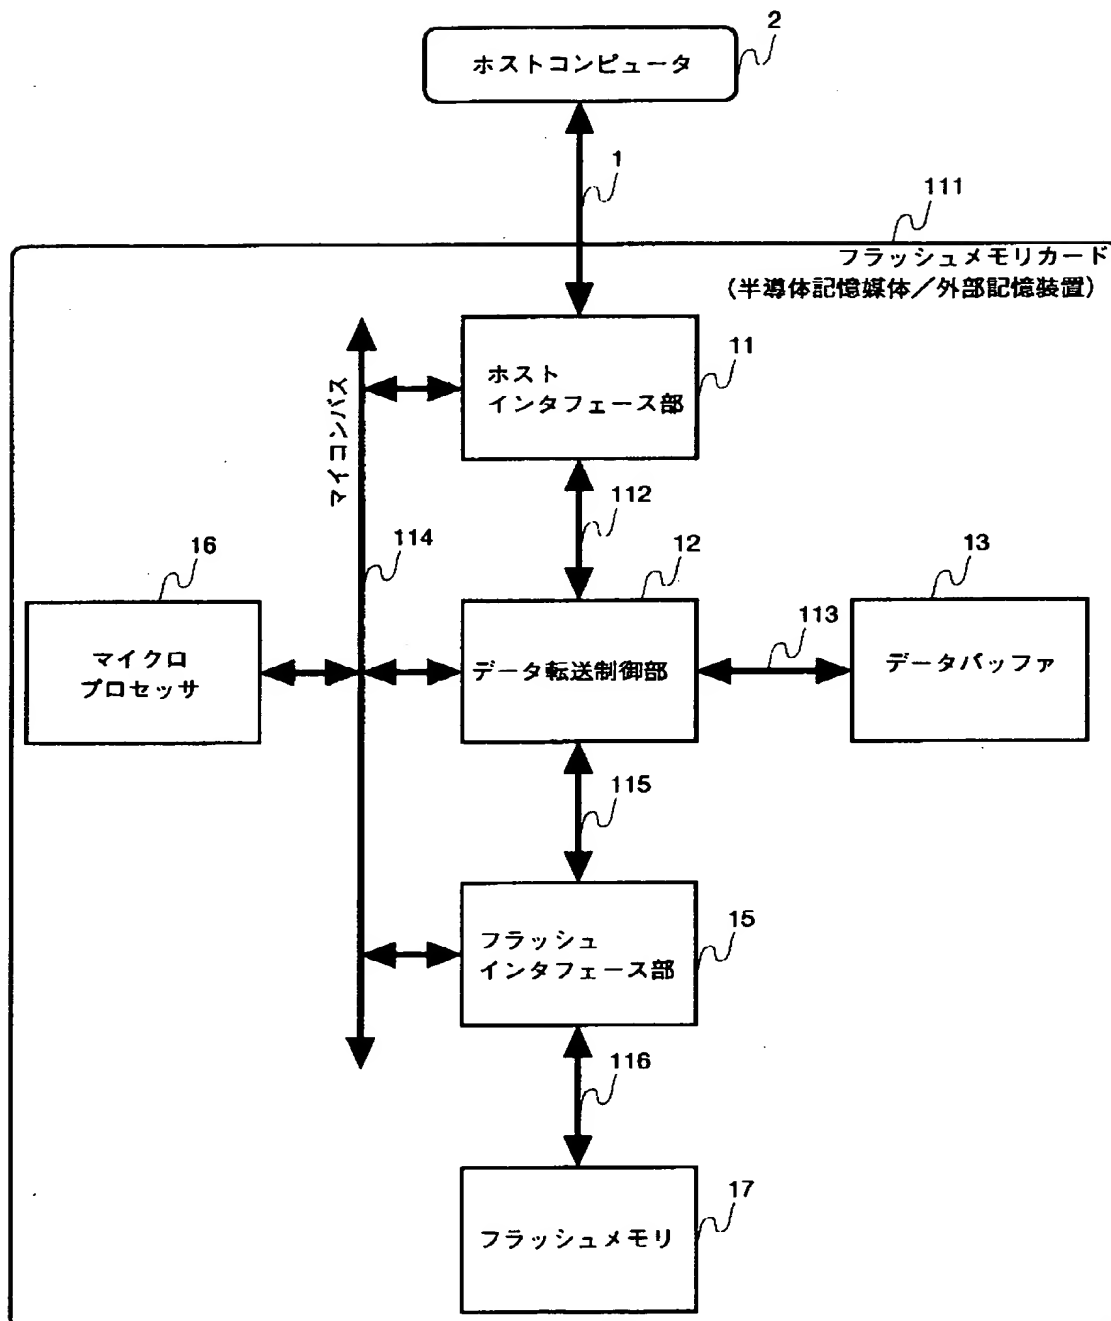 2
ホストコンピュータ
1
111
フラッシュメモリカード
(半導体記憶媒体/外部記憶装置)
11
ホスト
インタフェース部
マイコンバス
112
16
114
12
13
113
マイクロ
プロセッサ
データ転送制御部
データバッファ
115
15
フラッシュ
インタフェース部
116
17
フラッシュメモリ